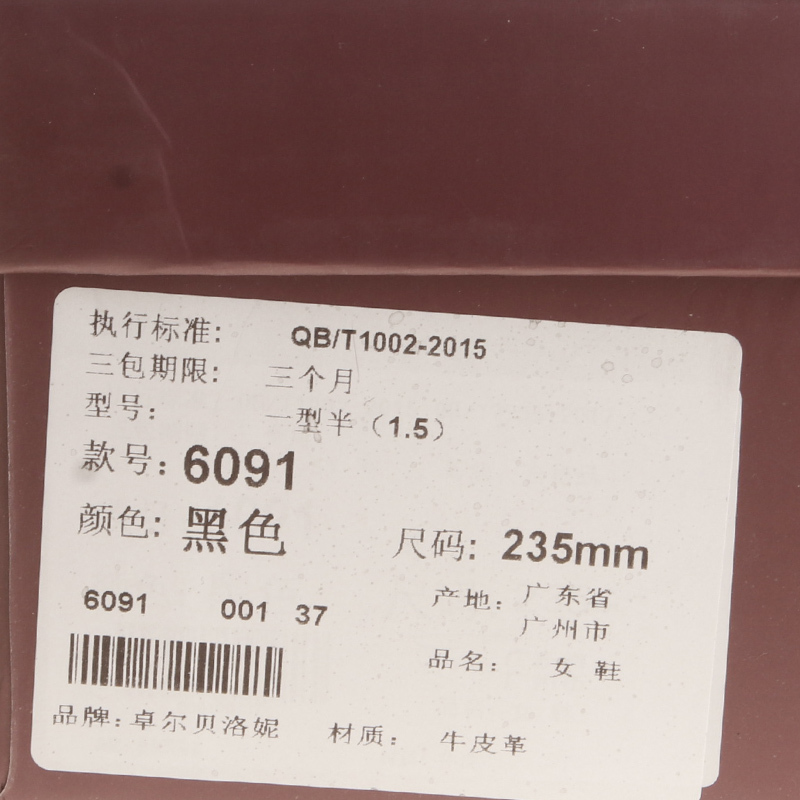 执行标准: QB/T1002-2015
三包期限: 三个月
型号: 一型半（1.5）
款号: 6091
颜色: 黑色 尺码: 235mm
6091 001 37
产地: 广东省
广州市
品名: 女鞋
品牌: 卓尔贝洛妮 材质: 牛皮革